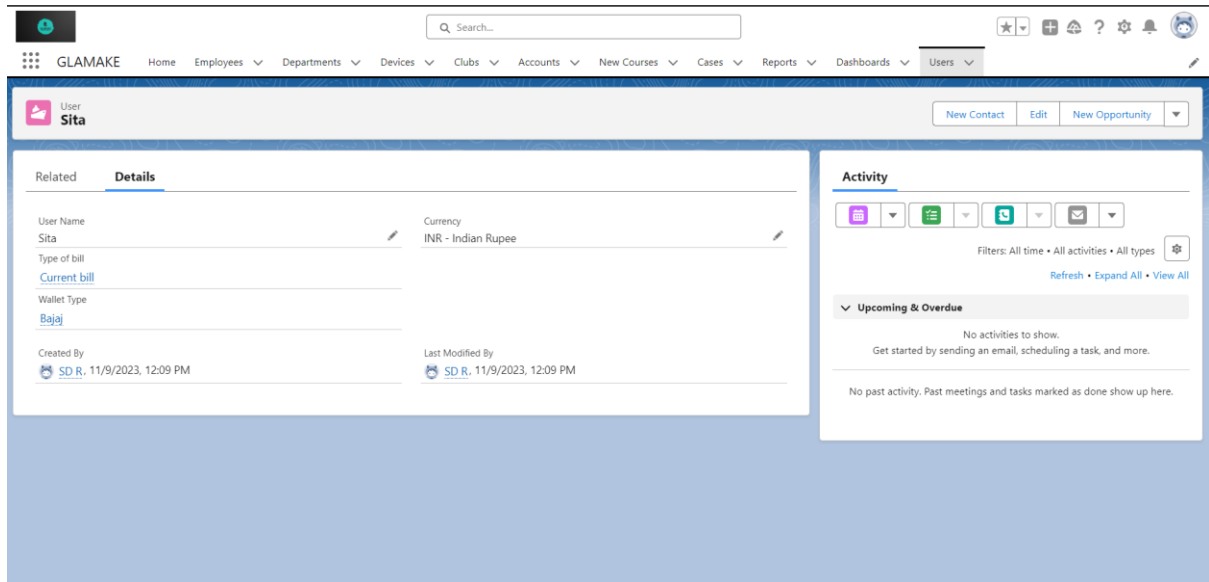 Search...
GLAMAKE Home Employees Departments Devices Clubs Accounts New Courses Cases Reports Dashboards Users
User
Sita
New Contact Edit New Opportunity
Related Details
User Name
Sita
Currency
INR - Indian Rupee
Type of bill
Current bill
Wallet Type
Bajaj
Created By
SD R, 11/9/2023, 12:09 PM
Last Modified By
SD R, 11/9/2023, 12:09 PM
Activity
Filters: All time • All activities • All types
Refresh • Expand All • View All
Upcoming & Overdue
No activities to show.
Get started by sending an email, scheduling a task, and more.
No past activity. Past meetings and tasks marked as done show up here.